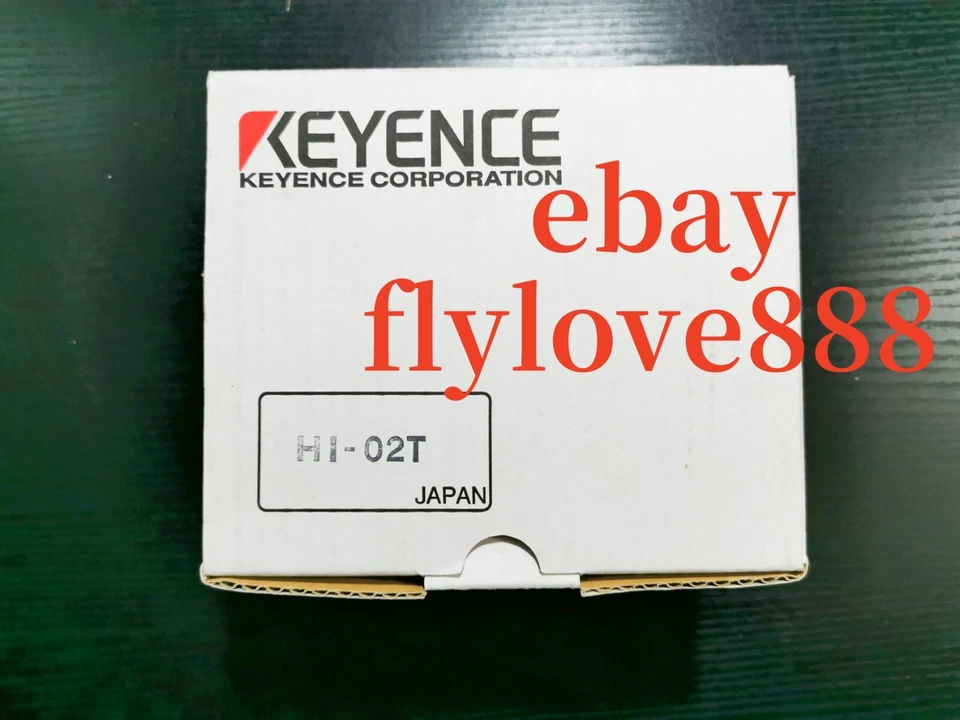 KEYENCE
KEYENCE CORPORATION
ebay
flylove888
HI-02T
JAPAN